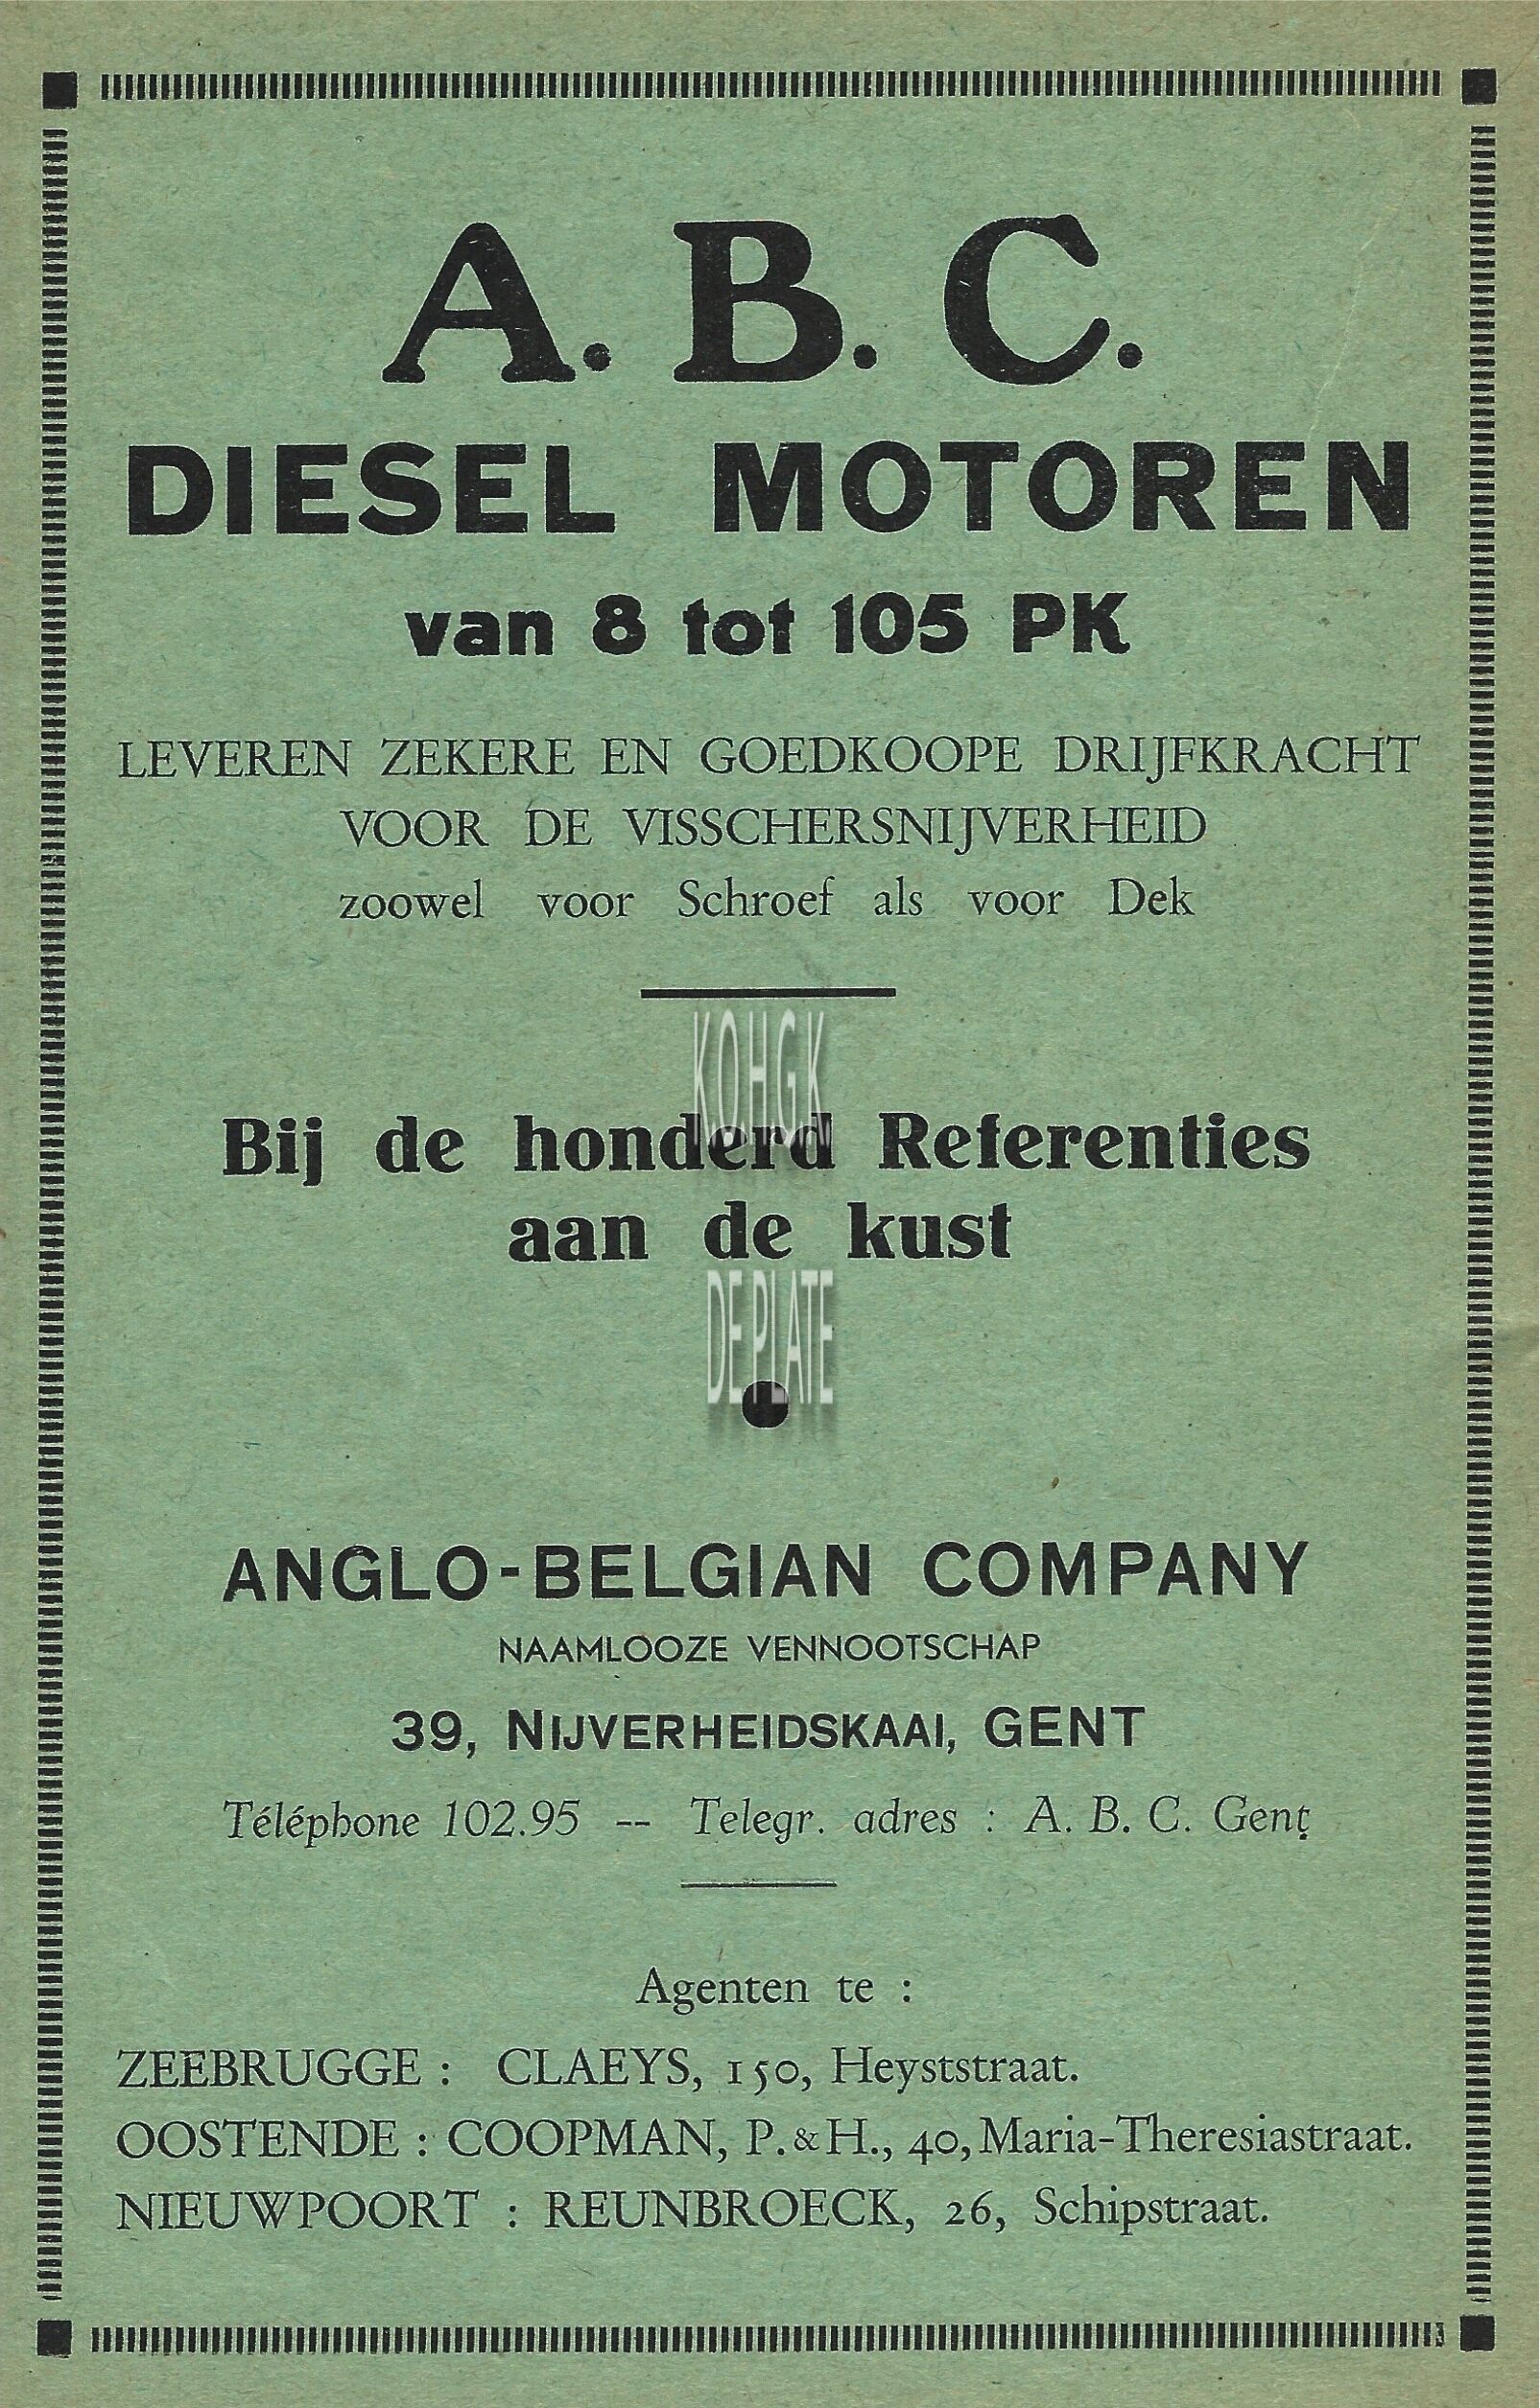 A. B. C.
DIESEL MOTOREN
van 8 tot 105 PK
LEVEREN ZEKERE EN GOEDKOOPE DRIJFKRACHT
VOOR DE VISSCHERSNIJVERHEID
zoowel voor Schroef als voor Dek
K.O.H.G.K
Bij de honderd Referenties
aan de kust
DE PLATE
ANGLO-BELGIAN COMPANY
NAAMLOOZE VENNOOTSCHAP
39, NIJVERHEIDSKAAI, GENT
Téléphone 102.95 -- Telegr. adres : A. B. C. Gent
Agenten te :
ZEEBRUGGE : CLAEYS, 150, Heyststraat.
OOSTENDE : COOPMAN, P. & H., 40, Maria-Theresiastraat.
NIEUWPOORT : REUNBROECK, 26, Schipstraat.